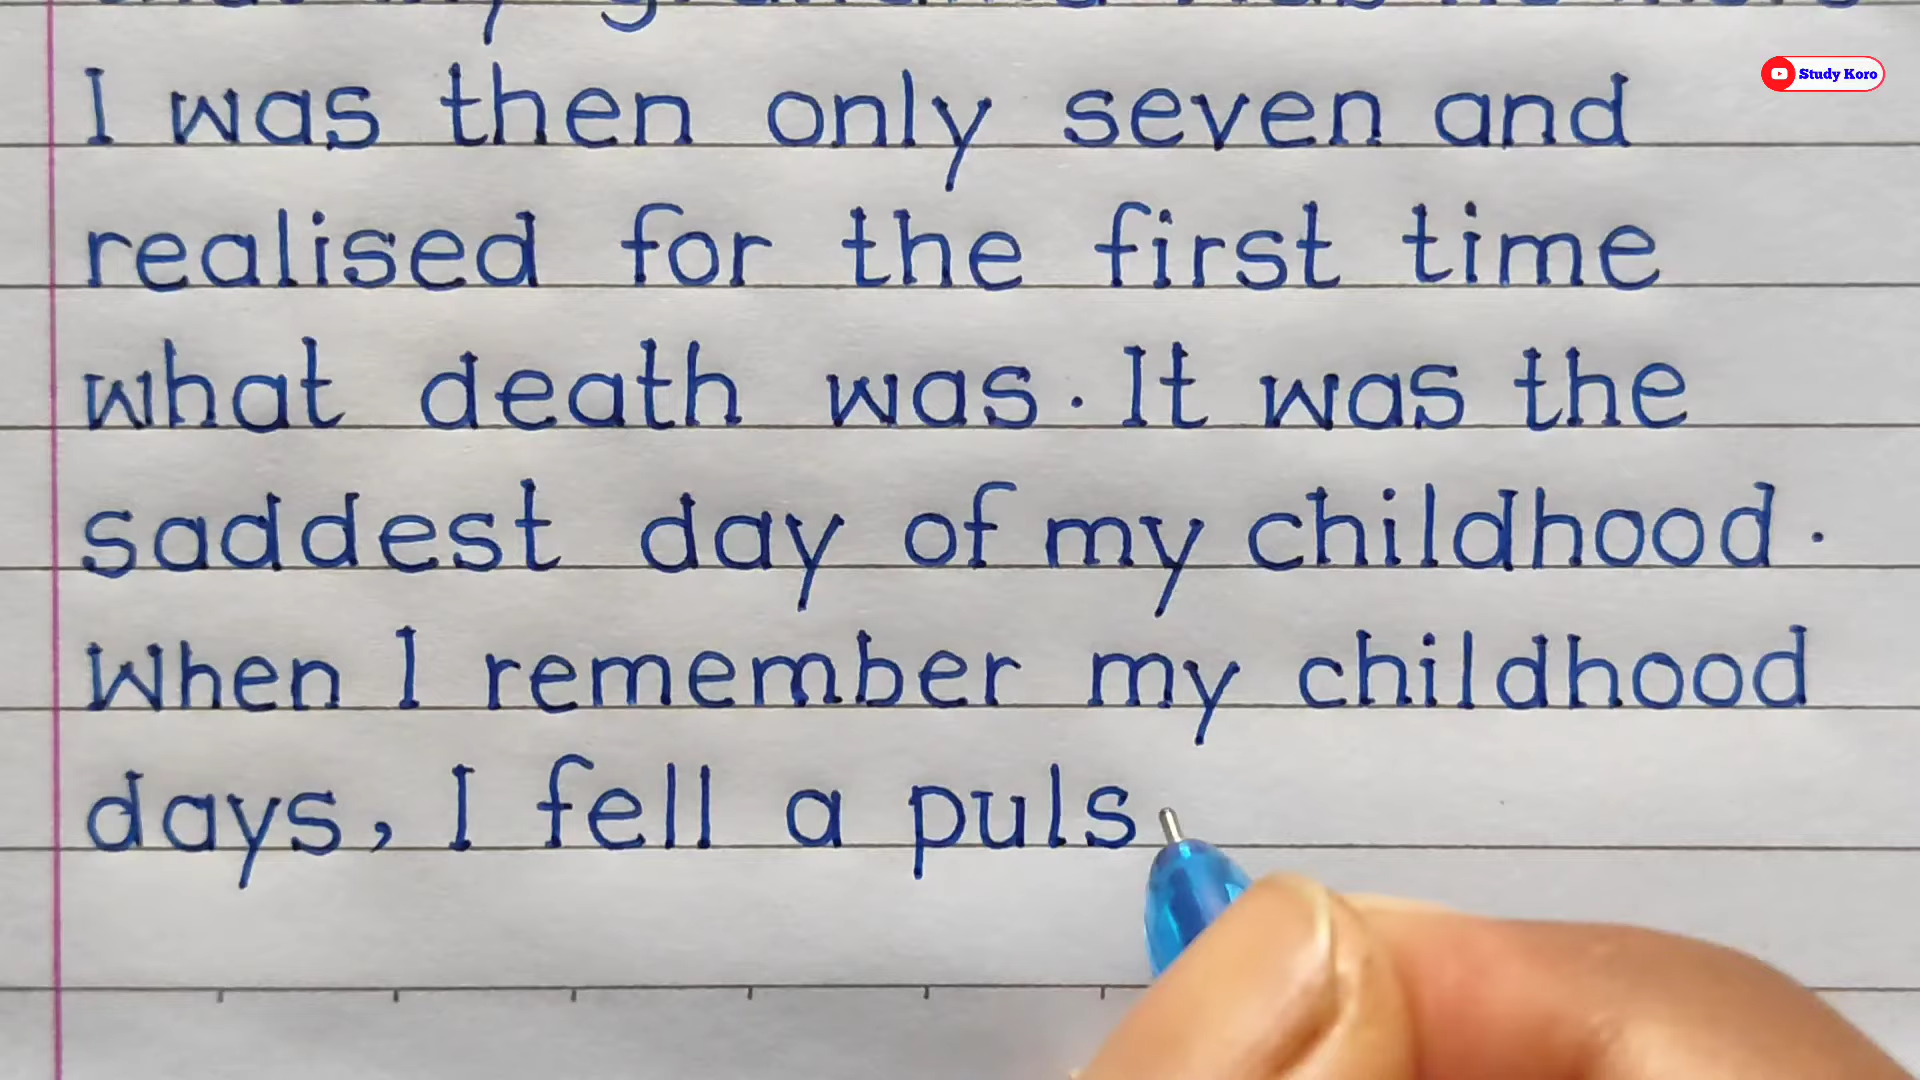 I was then only seven and
realised for the first time
what death was. It was the
saddest day of my childhood.
When I remember my childhood
days, I fell a puls
Study Koro